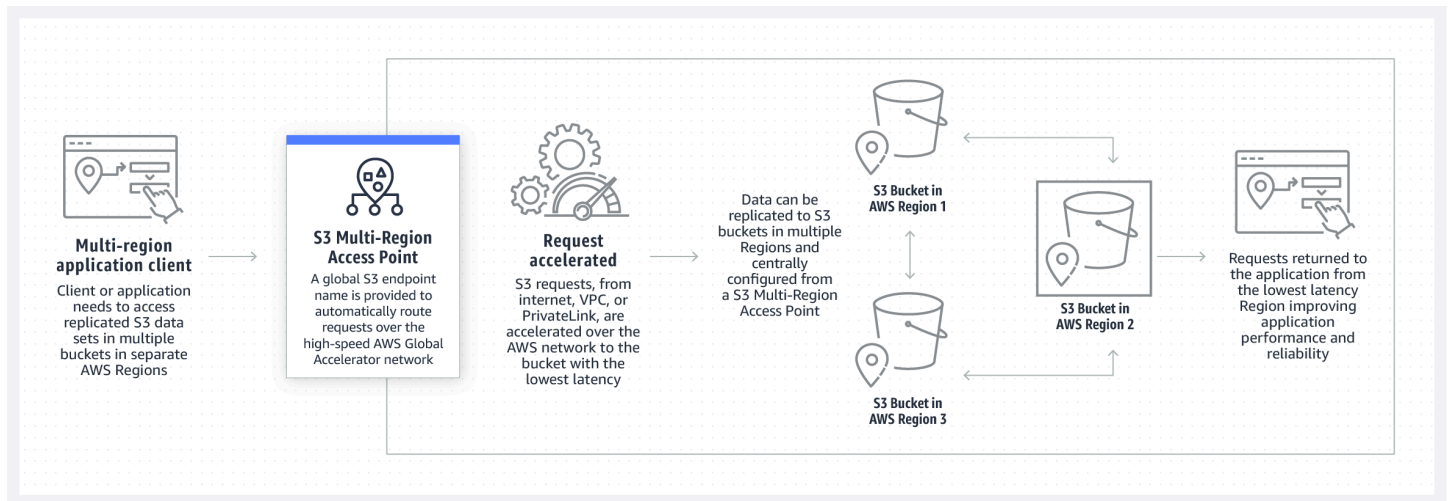 Multi-region
application client
Client or application
needs to access
replicated S3 data
sets in multiple
buckets in separate
AWS Regions
S3 Multi-Region
Access Point
A global S3 endpoint
name is provided to
automatically route
requests over the
high-speed AWS Global
Accelerator network
Request
accelerated
S3 requests, from
internet, VPC, or
PrivateLink, are
accelerated over the
AWS network to the
bucket with the
lowest latency
Data can be
replicated to S3
buckets in multiple
Regions and
centrally
configured from
a S3 Multi-Region
Access Point
S3 Bucket in
AWS Region 1
S3 Bucket in
AWS Region 3
S3 Bucket in
AWS Region 2
Requests returned to
the application from
the lowest latency
Region improving
application
performance and
reliability